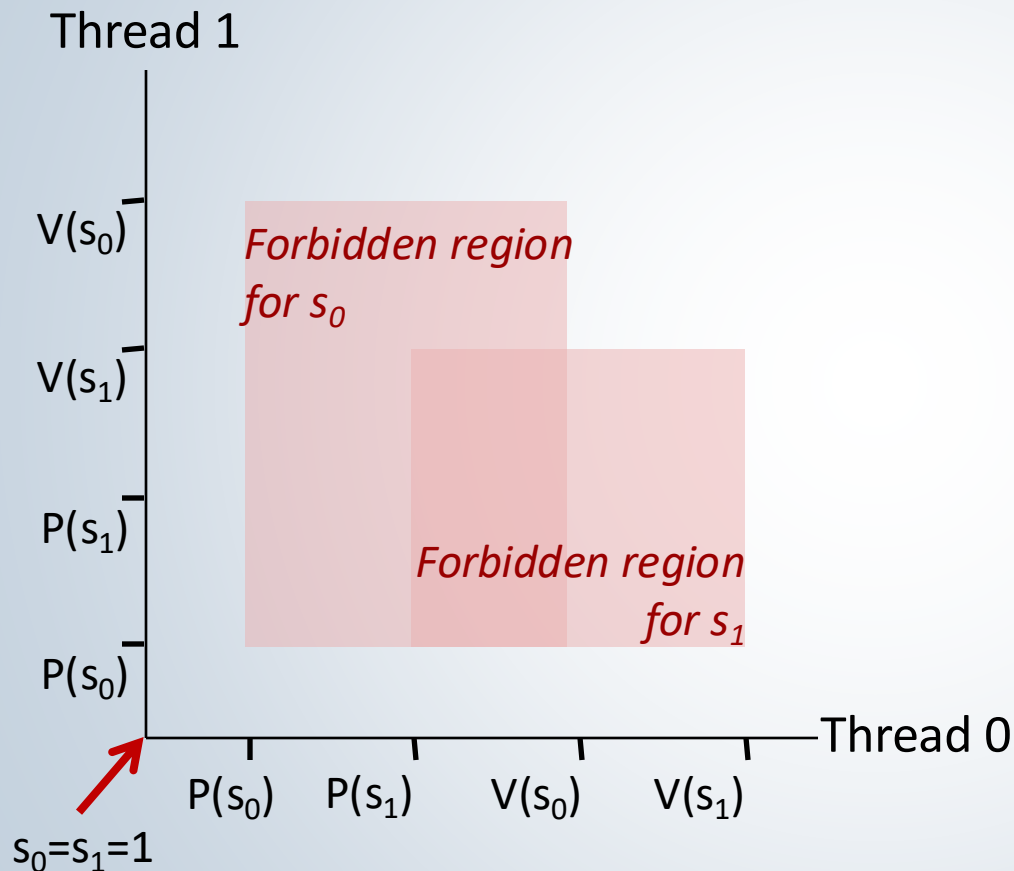 Thread 1
V(s₀)
Forbidden region
for s₀
V(s₁)
P(s₁)
Forbidden region
for s₁
P(s₀)
Thread 0
P(s₀) P(s₁) V(s₀) V(s₁)
s₀=s₁=1